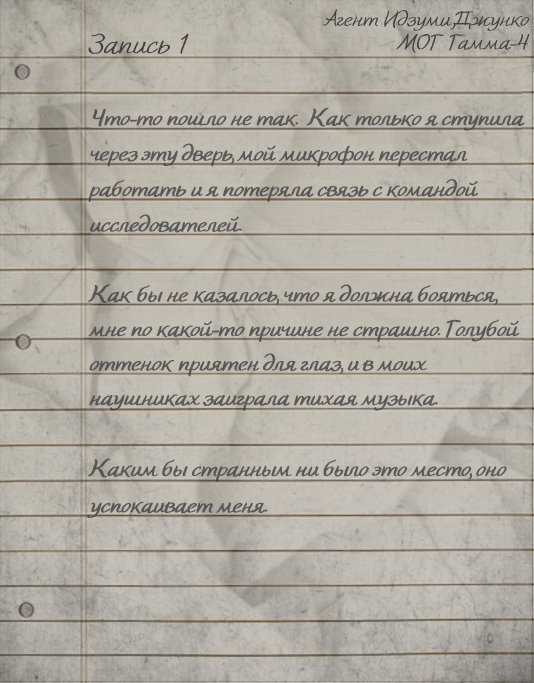 Агент Идзуми, Джунко
Запись 1
МОГ Гамма-4
Что-то пошло не так. Как только я ступила
через эту дверь, мой микрофон перестал
работать и я потеряла связь с командой
исследователей.
Как бы не казалось, что я должна бояться,
мне по какой-то причине не страшно. Голубой
оттенок приятен для глаз, и в моих
наушниках заиграла тихая музыка.
Каким бы странным ни было это место, оно
успокаивает меня.